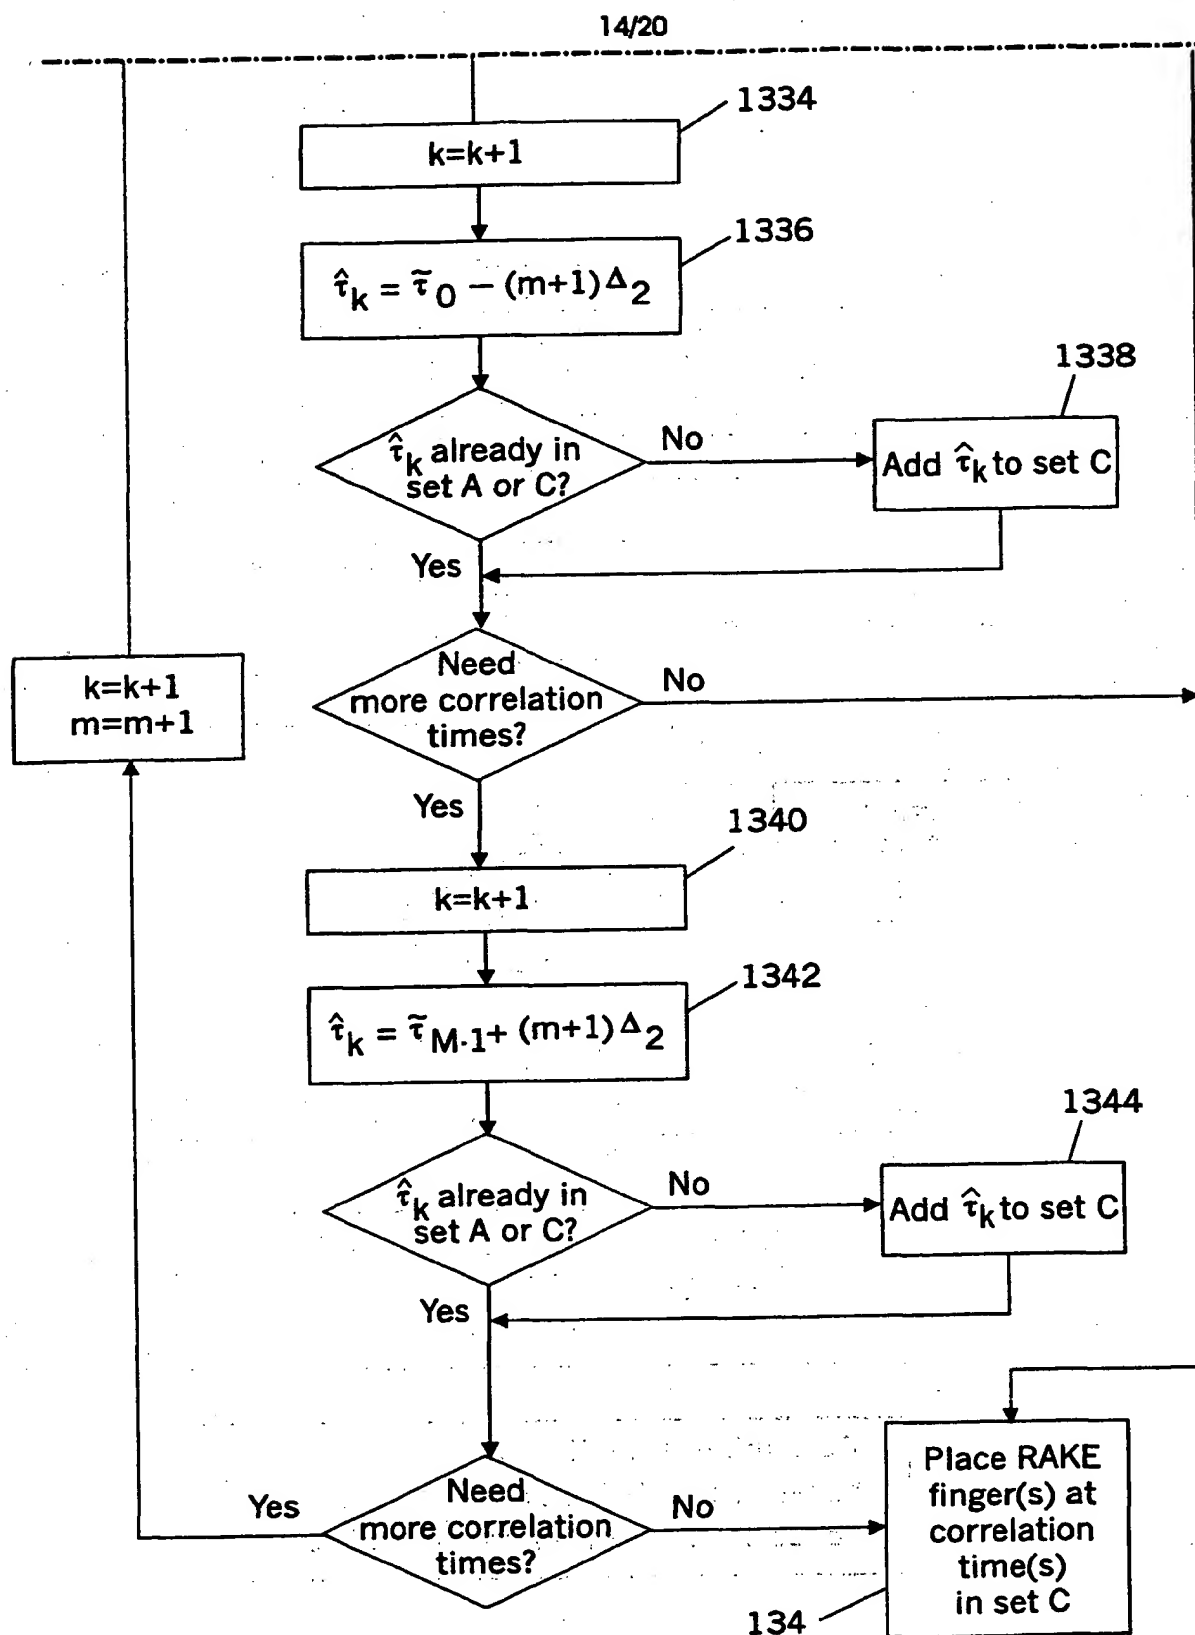 14/20
1334
k=k+1
1336
τ̂k = τ̃0 − (m+1)Δ2
1338
τ̂k already in
set A or C?
No
Add τ̂k to set C
Yes
Need
more correlation
times?
No
k=k+1
m=m+1
Yes
1340
k=k+1
1342
τ̂k = τ̃M-1+ (m+1)Δ2
1344
τ̂k already in
set A or C?
No
Add τ̂k to set C
Yes
Need
more correlation
times?
Yes
No
Place RAKE
finger(s) at
correlation
time(s)
in set C
134